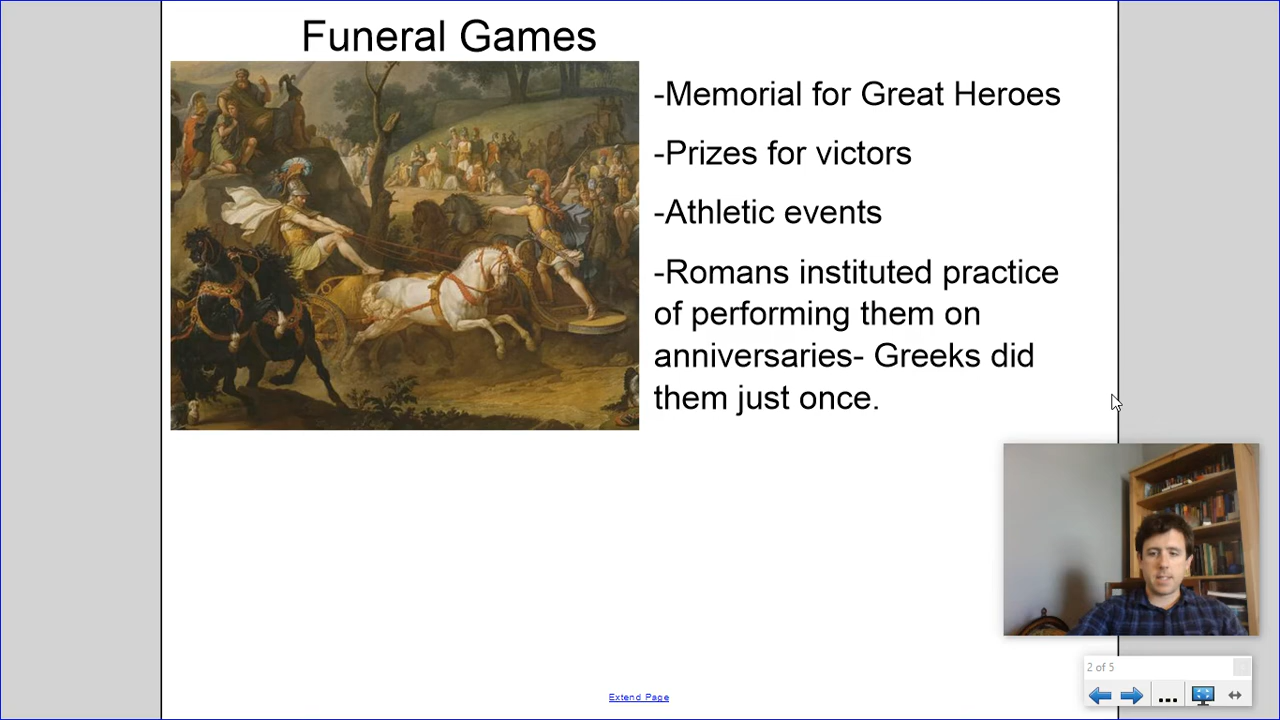 Funeral Games
-Memorial for Great Heroes
-Prizes for victors
-Athletic events
-Romans instituted practice
of performing them on
anniversaries- Greeks did
them just once.
2 of 5
...
Extend Page